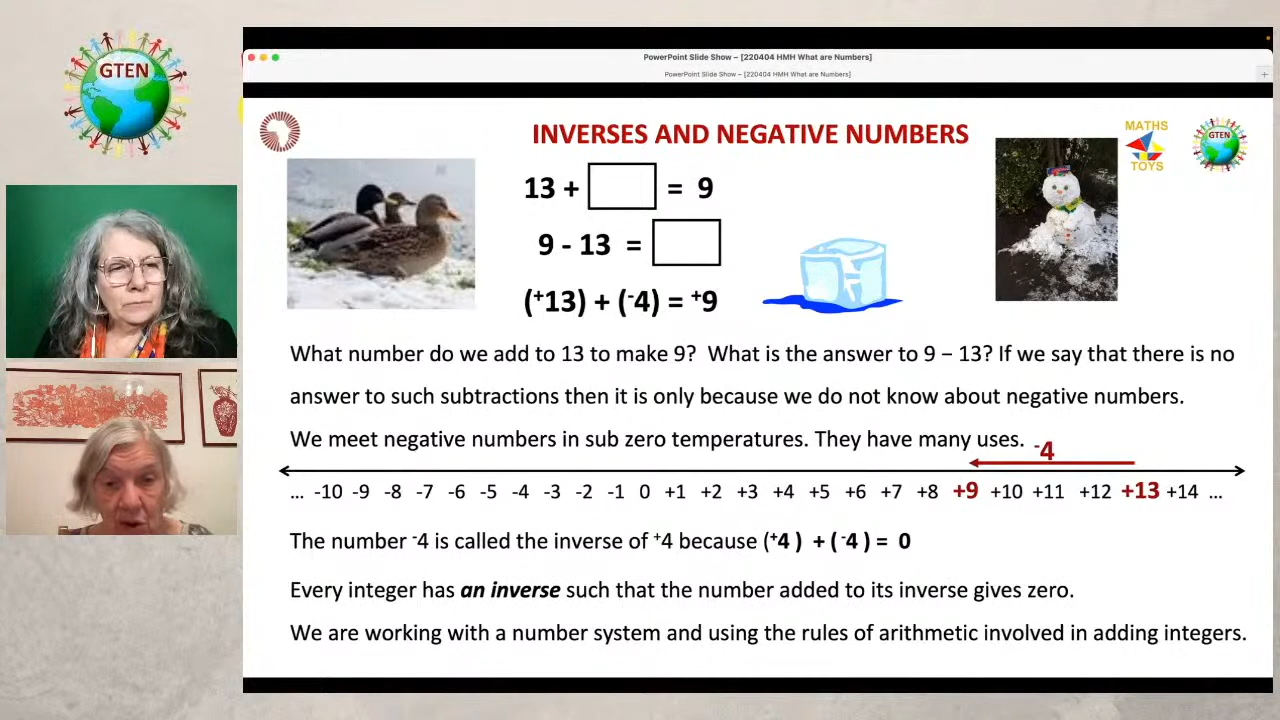 GTEN
PowerPoint Slide Show – [220404 HMH What are Numbers]
PowerPoint Slide Show – [220404 HMH What are Numbers]
INVERSES AND NEGATIVE NUMBERS
MATHS
TOYS
GTEN
13 + = 9
9 - 13 =
(⁺13) + (⁻4) = ⁺9
What number do we add to 13 to make 9? What is the answer to 9 − 13? If we say that there is no
answer to such subtractions then it is only because we do not know about negative numbers.
We meet negative numbers in sub zero temperatures. They have many uses.
⁻4
... -10 -9 -8 -7 -6 -5 -4 -3 -2 -1 0 +1 +2 +3 +4 +5 +6 +7 +8 +9 +10 +11 +12 +13 +14 ...
The number ⁻4 is called the inverse of ⁺4 because (⁺4 ) + ( ⁻4 ) = 0
Every integer has an inverse such that the number added to its inverse gives zero.
We are working with a number system and using the rules of arithmetic involved in adding integers.